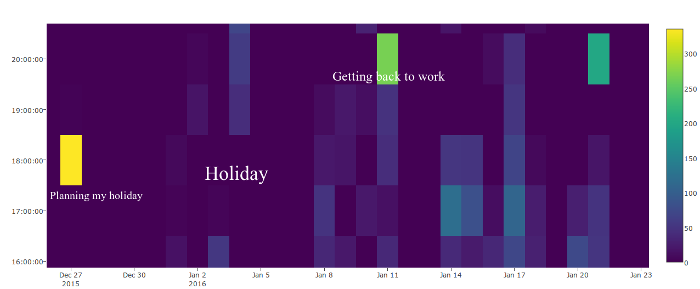 20:00:00
Getting back to work
19:00:00
18:00:00
Holiday
Planning my holiday
17:00:00
16:00:00
Dec 27
2015
Dec 30
Jan 2
2016
Jan 5
Jan 8
Jan 11
Jan 14
Jan 17
Jan 20
Jan 23
300
250
200
150
100
50
0